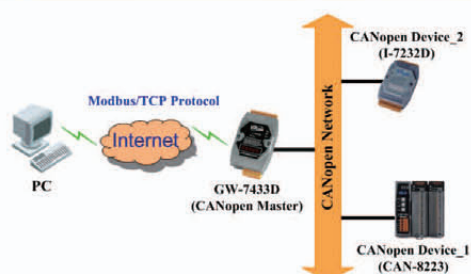 CANopen Device_2
(I-7232D)
Modbus/TCP Protocol
Internet
PC
GW-7433D
(CANopen Master)
CANopen Network
CANopen Device_1
(CAN-8223)